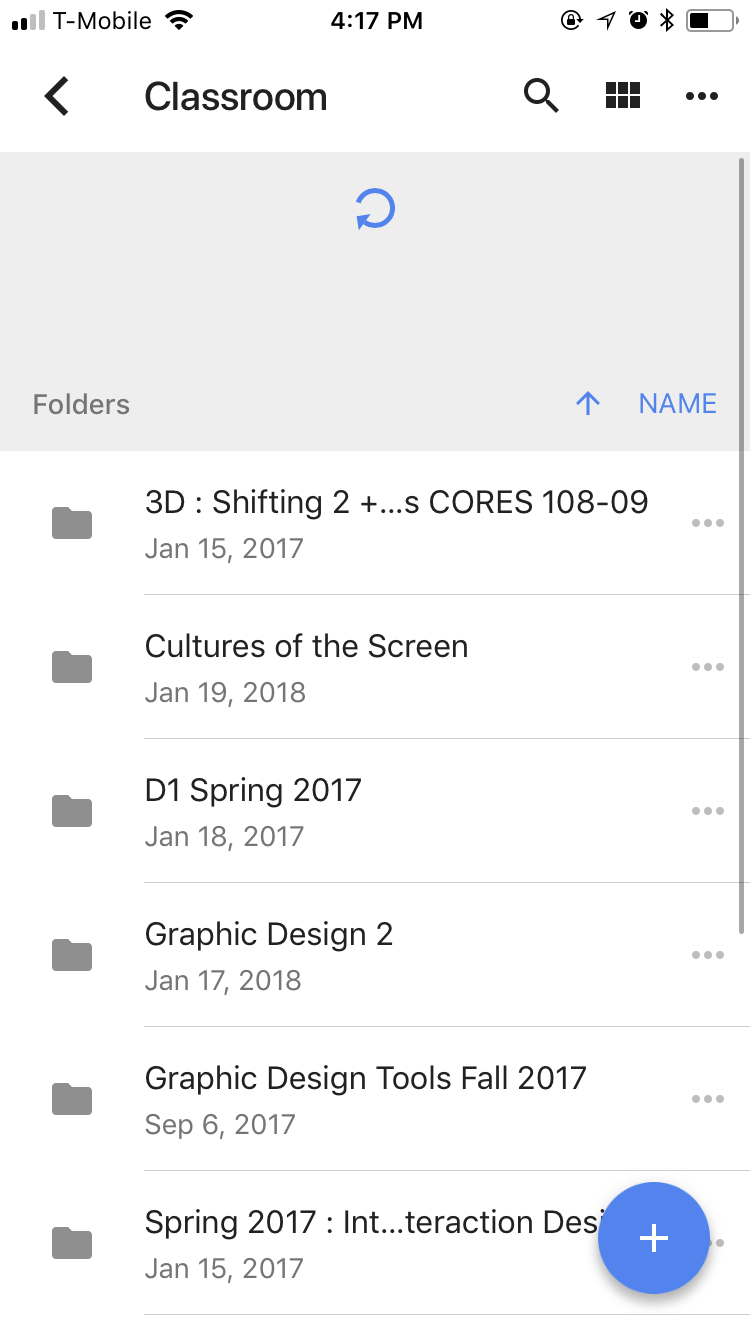 T-Mobile 4:17 PM
Classroom
Folders NAME
3D : Shifting 2 +...s CORES 108-09
Jan 15, 2017
Cultures of the Screen
Jan 19, 2018
D1 Spring 2017
Jan 18, 2017
Graphic Design 2
Jan 17, 2018
Graphic Design Tools Fall 2017
Sep 6, 2017
Spring 2017 : Int...teraction Desi
Jan 15, 2017